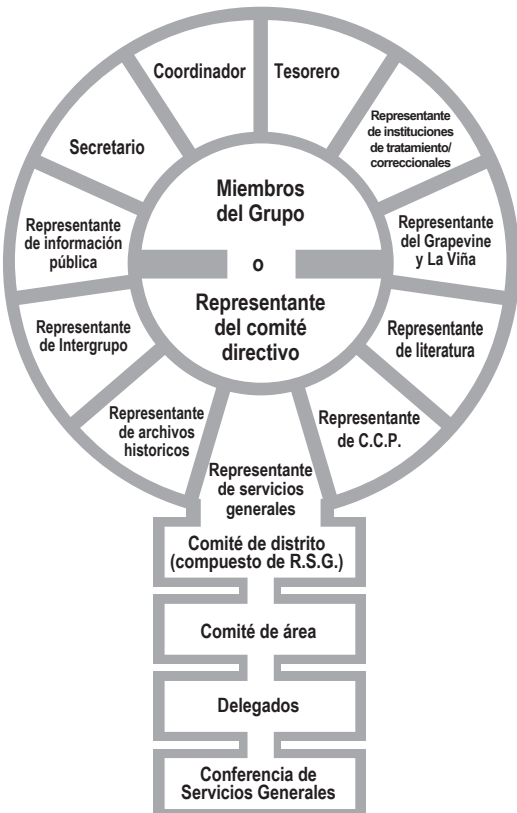 Coordinador
Tesorero
Secretario
Representante
de instituciones
de tratamiento/
correccionales
Representante
de información
pública
Miembros
del Grupo
o
Representante
del comité
directivo
Representante
del Grapevine
y La Viña
Representante
de Intergrupo
Representante
de literatura
Representante
de archivos
historicos
Representante
de C.C.P.
Representante
de servicios
generales
Comité de distrito
(compuesto de R.S.G.)
Comité de área
Delegados
Conferencia de
Servicios Generales